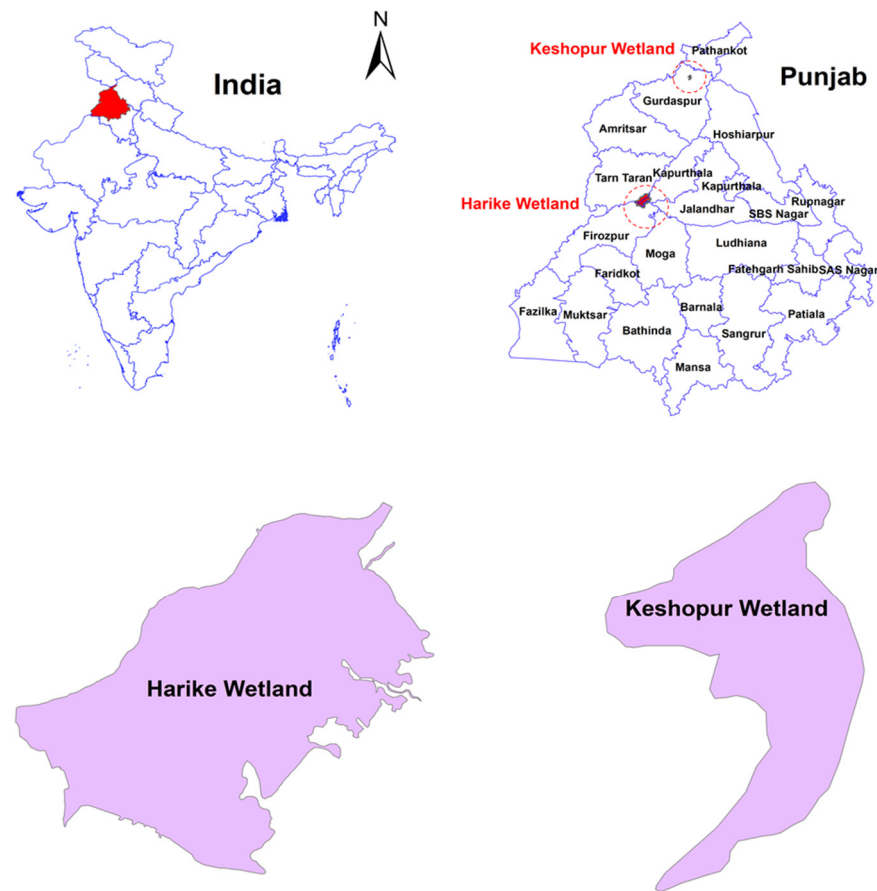 N
India
Keshopur Wetland
Pathankot
Punjab
Gurdaspur
Amritsar
Hoshiarpur
Tarn Taran
Kapurthala
Kapurthala
Rupnagar
Harike Wetland
Jalandhar
SBS Nagar
Firozpur
Ludhiana
Moga
Faridkot
Fatehgarh Sahib
SAS Nagar
Fazilka
Muktsar
Barnala
Patiala
Bathinda
Sangrur
Mansa
Keshopur Wetland
Harike Wetland